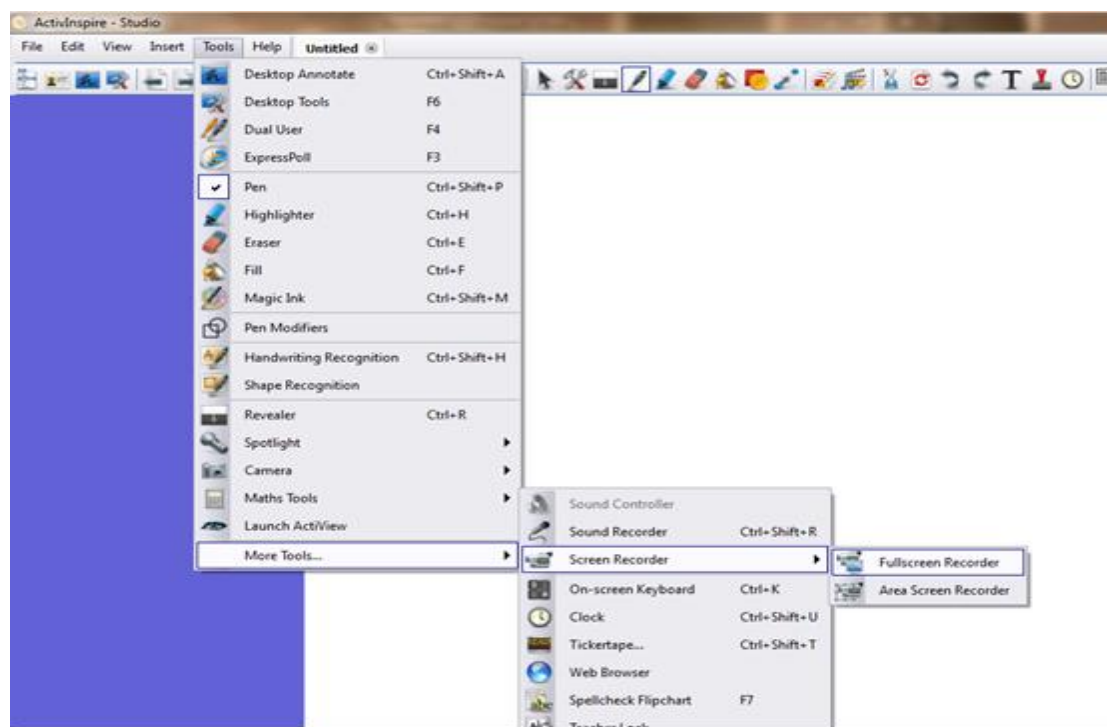 ActivInspire - Studio
File Edit View Insert Tools Help Untitled
Desktop Annotate Ctrl+Shift+A
Desktop Tools F6
Dual User F4
ExpressPoll F3
Pen Ctrl+Shift+P
Highlighter Ctrl+H
Eraser Ctrl+E
Fill Ctrl+F
Magic Ink Ctrl+Shift+M
Pen Modifiers
Handwriting Recognition Ctrl+Shift+H
Shape Recognition
Revealer Ctrl+R
Spotlight
Camera
Maths Tools
Launch ActiView
More Tools...
Sound Controller
Sound Recorder Ctrl+Shift+R
Screen Recorder
Fullscreen Recorder
Area Screen Recorder
On-screen Keyboard Ctrl+K
Clock Ctrl+Shift+U
Tickertape... Ctrl+Shift+T
Web Browser
Spellcheck Flipchart F7